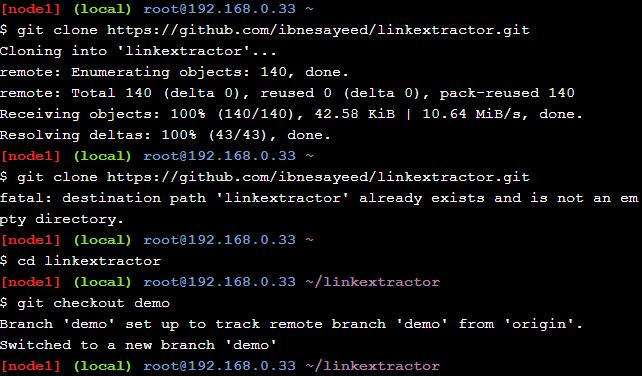 [node1] (local) root@192.168.0.33 ~
$ git clone https://github.com/ibnesayeed/linkextractor.git
Cloning into 'linkextractor'...
remote: Enumerating objects: 140, done.
remote: Total 140 (delta 0), reused 0 (delta 0), pack-reused 140
Receiving objects: 100% (140/140), 42.58 KiB | 10.64 MiB/s, done.
Resolving deltas: 100% (43/43), done.
[node1] (local) root@192.168.0.33 ~
$ git clone https://github.com/ibnesayeed/linkextractor.git
fatal: destination path 'linkextractor' already exists and is not an em
pty directory.
[node1] (local) root@192.168.0.33 ~
$ cd linkextractor
[node1] (local) root@192.168.0.33 ~/linkextractor
$ git checkout demo
Branch 'demo' set up to track remote branch 'demo' from 'origin'.
Switched to a new branch 'demo'
[node1] (local) root@192.168.0.33 ~/linkextractor